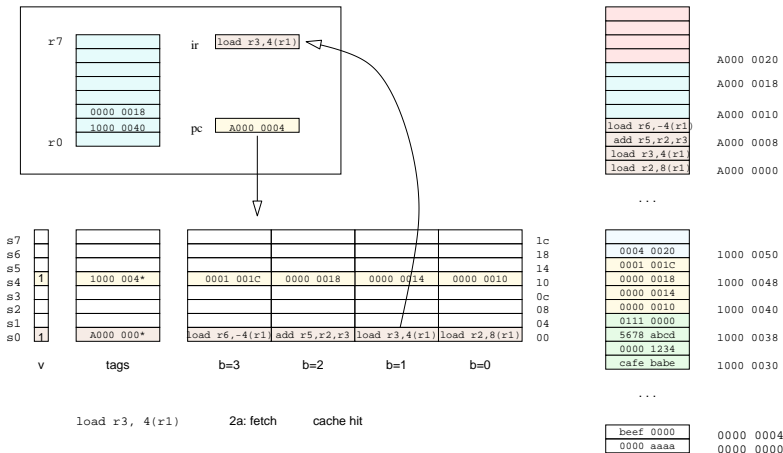 r7
ir
load r3,4(r1)
0000 0018
1000 0040
r0
pc
A000 0004
A000 0020
A000 0018
A000 0010
load r6,-4(r1)
add r5,r2,r3
A000 0008
load r3,4(r1)
load r2,8(r1)
A000 0000
...
s7
1c
s6
18
s5
14
s4
1
1000 004*
0001 001C
0000 0018
0000 0014
0000 0010
10
s3
0c
s2
08
s1
04
s0
1
A000 000*
load r6,-4(r1)
add r5,r2,r3
load r3,4(r1)
load r2,8(r1)
00
v
tags
b=3
b=2
b=1
b=0
0004 0020
1000 0050
0001 001C
0000 0018
1000 0048
0000 0014
0000 0010
1000 0040
0111 0000
5678 abcd
1000 0038
0000 1234
cafe babe
1000 0030
...
load r3, 4(r1)
2a: fetch
cache hit
beef 0000
0000 0004
0000 aaaa
0000 0000